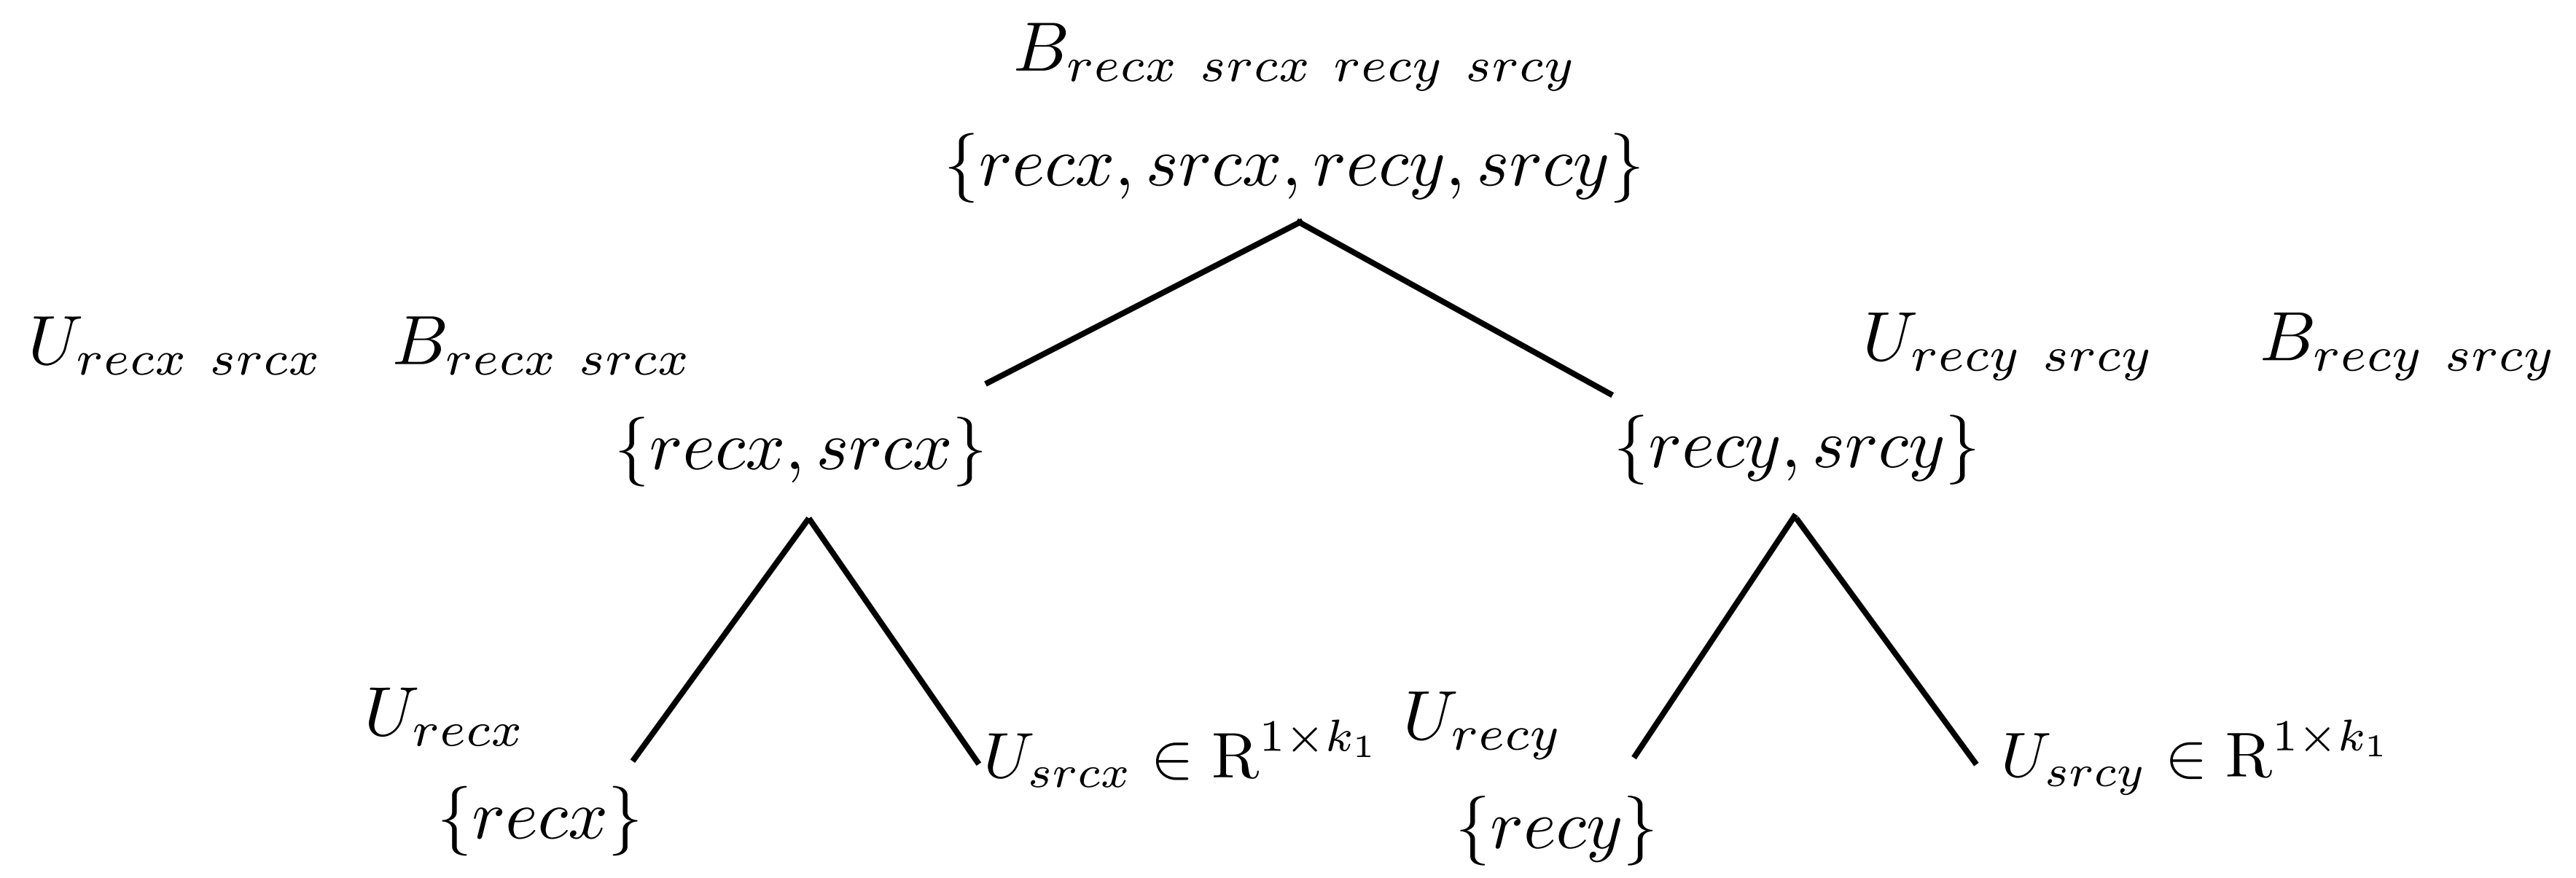 B_{recx srcx recy srcy}
{recx, srcx, recy, srcy}
U_{recx srcx} B_{recx srcx} U_{recy srcy} B_{recy srcy}
{recx, srcx} {recy, srcy}
U_{recx} U_{srcx} ∈ R^{1×k_1} U_{recy} U_{srcy} ∈ R^{1×k_1}
{recx} {recy}